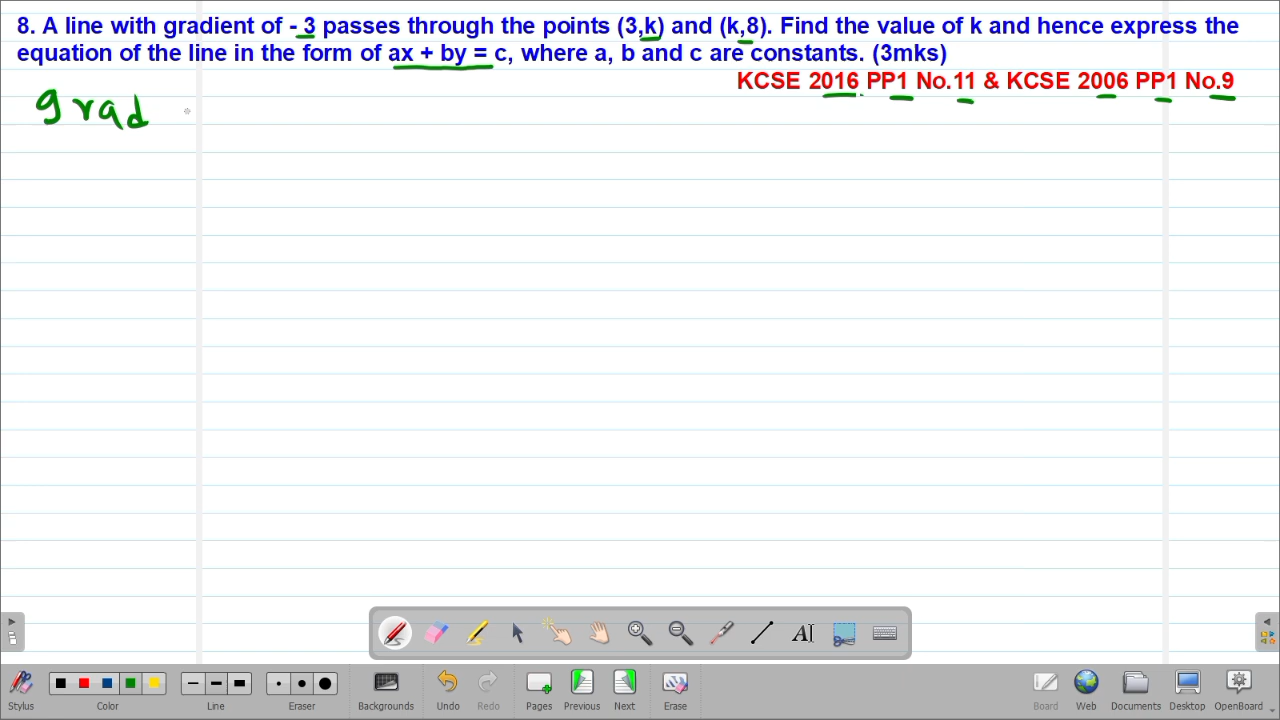 8. A line with gradient of - 3 passes through the points (3,k) and (k,8). Find the value of k and hence express the
equation of the line in the form of ax + by = c, where a, b and c are constants. (3mks)
KCSE 2016 PP1 No.11 & KCSE 2006 PP1 No.9
grad
Stylus Color Line Eraser Backgrounds Undo Redo Pages Previous Next Erase Board Web Documents Desktop OpenBoard